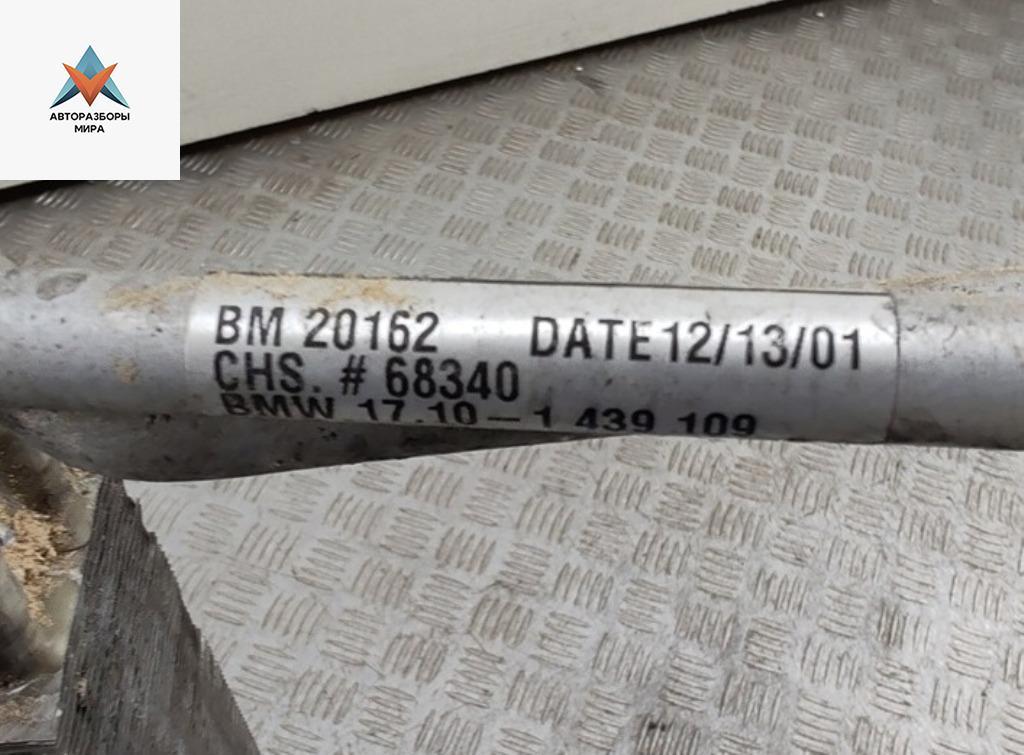 АВТОРАЗБОРЫ
МИРА
BM 20162 DATE 12/13/01
CHS. # 68340
BMW 17.10-1 439 109